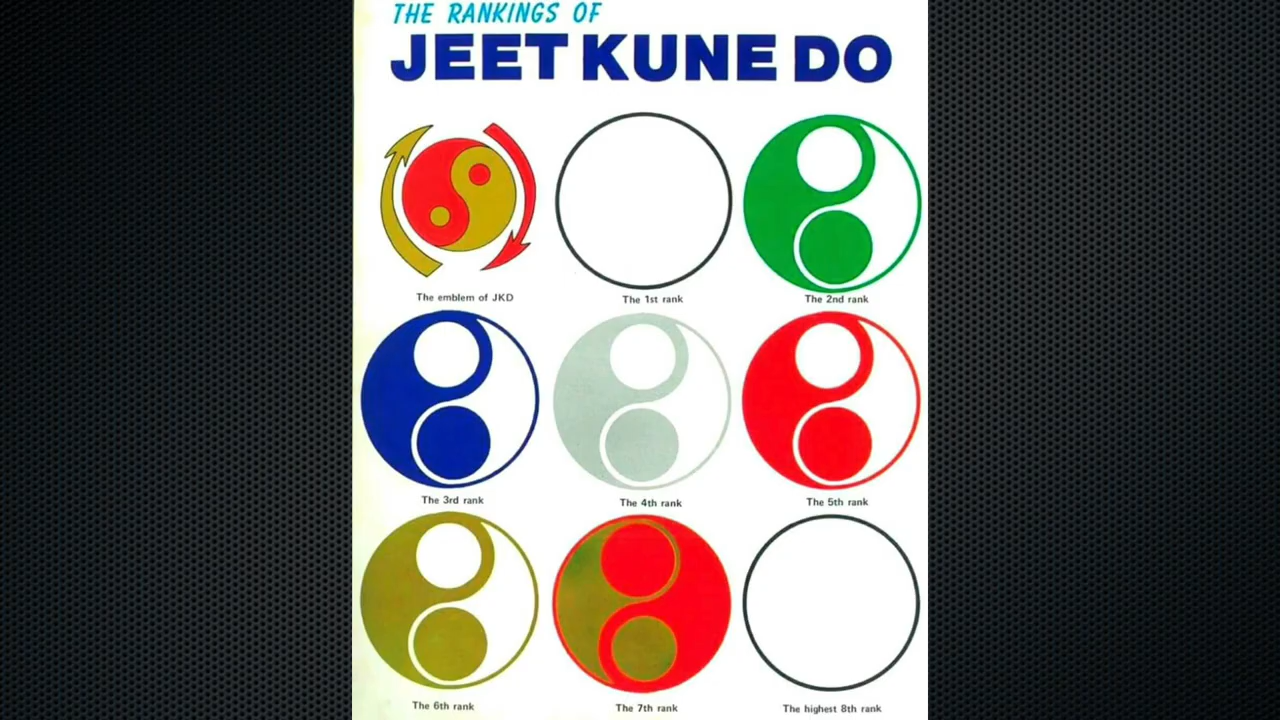 THE RANKINGS OF
JEET KUNE DO
The emblem of JKD
The 1st rank
The 2nd rank
The 3rd rank
The 4th rank
The 5th rank
The 6th rank
The 7th rank
The highest 8th rank